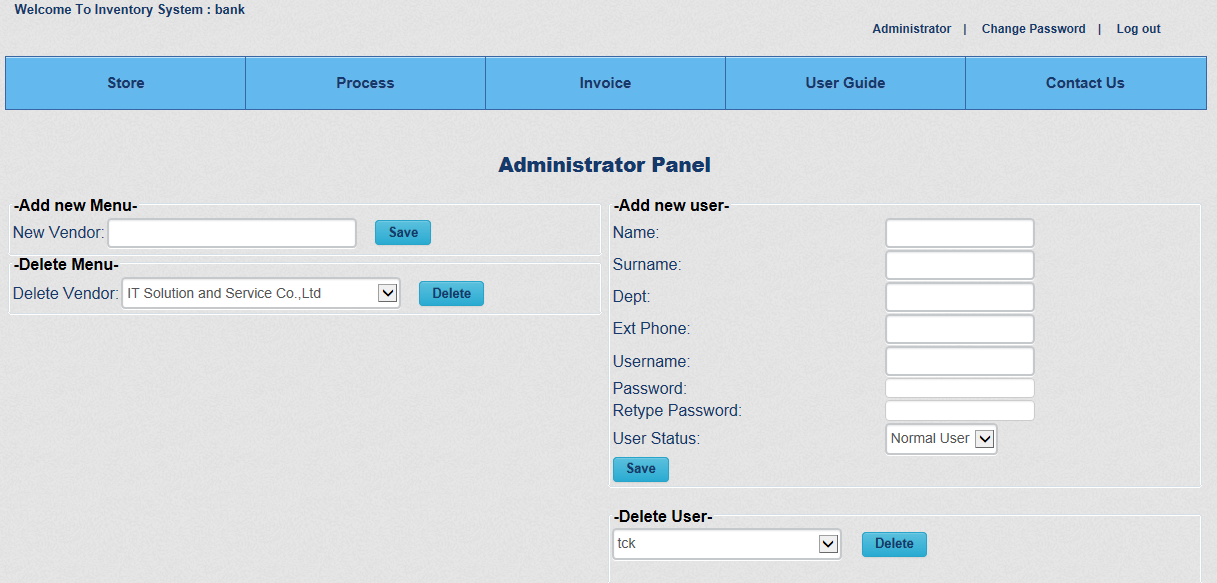 Welcome To Inventory System : bank
Administrator | Change Password | Log out
Store Process Invoice User Guide Contact Us
Administrator Panel
-Add new Menu-
New Vendor: Save
-Delete Menu-
Delete Vendor: IT Solution and Service Co.,Ltd Delete
-Add new user-
Name:
Surname:
Dept:
Ext Phone:
Username:
Password:
Retype Password:
User Status: Normal User
Save
-Delete User-
tck Delete